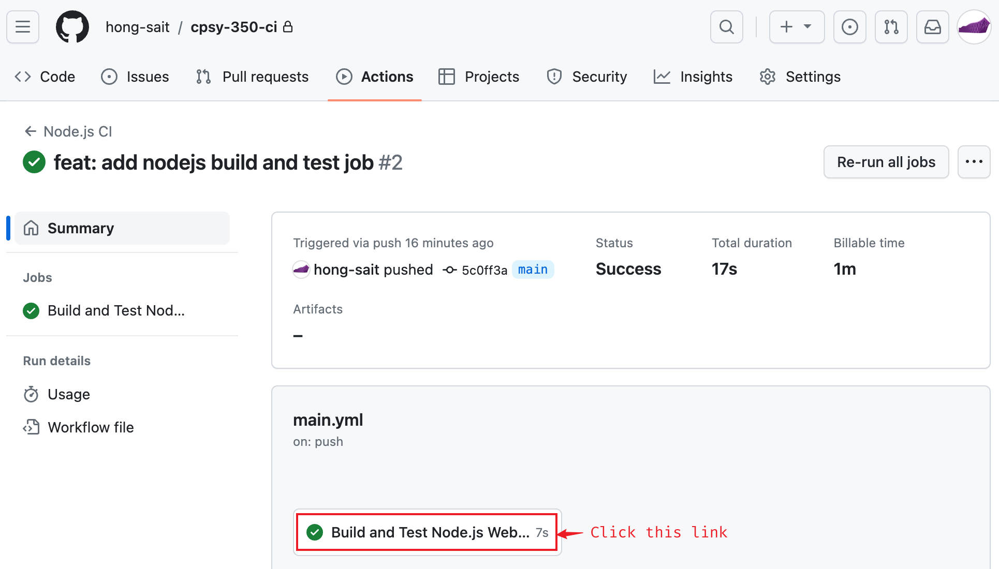 hong-sait / cpsy-350-ci
Code Issues Pull requests Actions Projects Security Insights Settings
← Node.js CI
feat: add nodejs build and test job #2
Re-run all jobs
Summary
Jobs
Build and Test Nod...
Run details
Usage
Workflow file
Triggered via push 16 minutes ago
hong-sait pushed 5c0ff3a main
Status
Success
Total duration
17s
Billable time
1m
Artifacts
–
main.yml
on: push
Build and Test Node.js Web... 7s
Click this link